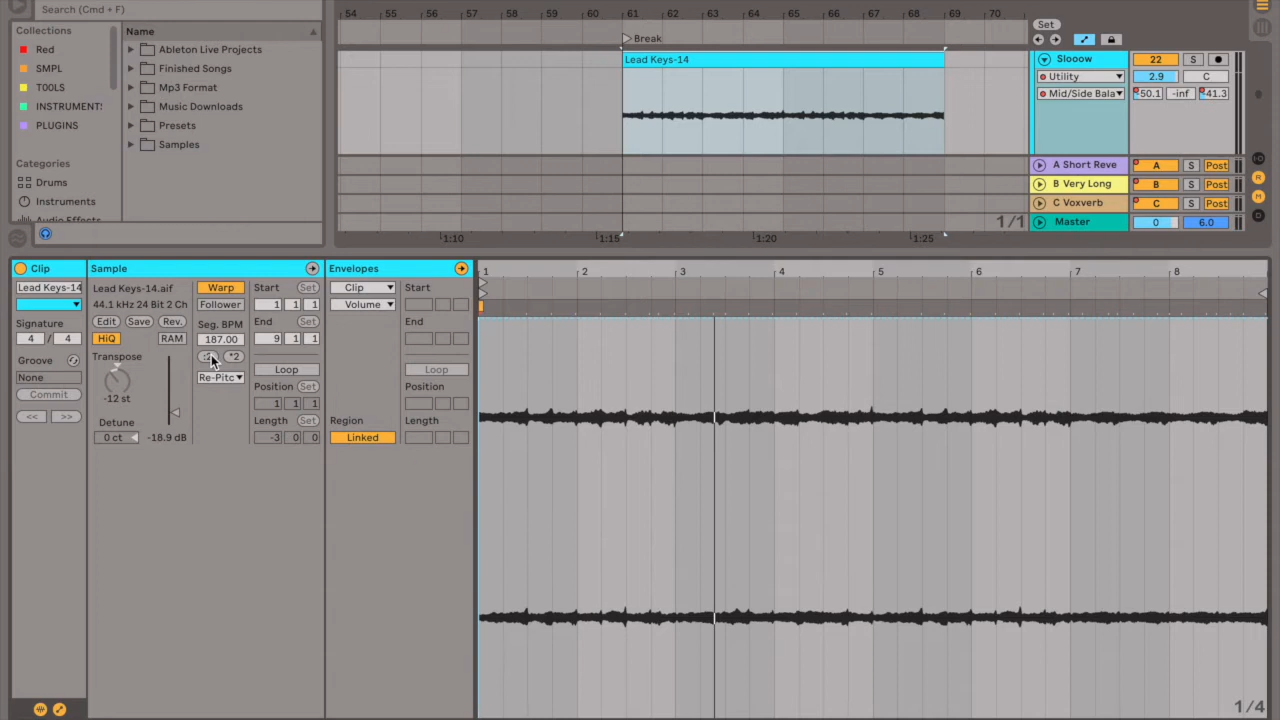 Search (Cmd + F)
Collections
Red
SMPL
T00LS
INSTRUMENTS
PLUGINS
Categories
Drums
Instruments
Audio Effects
Name
Ableton Live Projects
Finished Songs
Mp3 Format
Music Downloads
Presets
Samples
54 55 56 57 58 59 60 61 62 63 64 65 66 67 68 69 70
Break
Set
Lead Keys-14
Slooow 22 S
Utility 2.9 C
Mid/Side Bala -50.1 -inf -41.3
A Short Reve A S Post
B Very Long B S Post
C Voxverb C S Post
1/1 Master 0 6.0
1:10 1:15 1:20 1:25
Clip
Lead Keys-14
Signature
4 / 4
Groove
None
Commit
<< >>
Sample
Lead Keys-14.aif
44.1 kHz 24 Bit 2 Ch
Edit Save Rev.
HiQ RAM
Transpose
-12 st
Detune
0 ct -18.9 dB
Warp
Follower
Seg. BPM
187.00
:2 *2
Re-Pitc
Start Set
1 1 1
End Set
9 1 1
Loop
Position Set
1 1 1
Length Set
-3 0 0
Envelopes
Clip
Volume
Region
Linked
Start
End
Loop
Position
Length
1 2 3 4 5 6 7 8
1/4